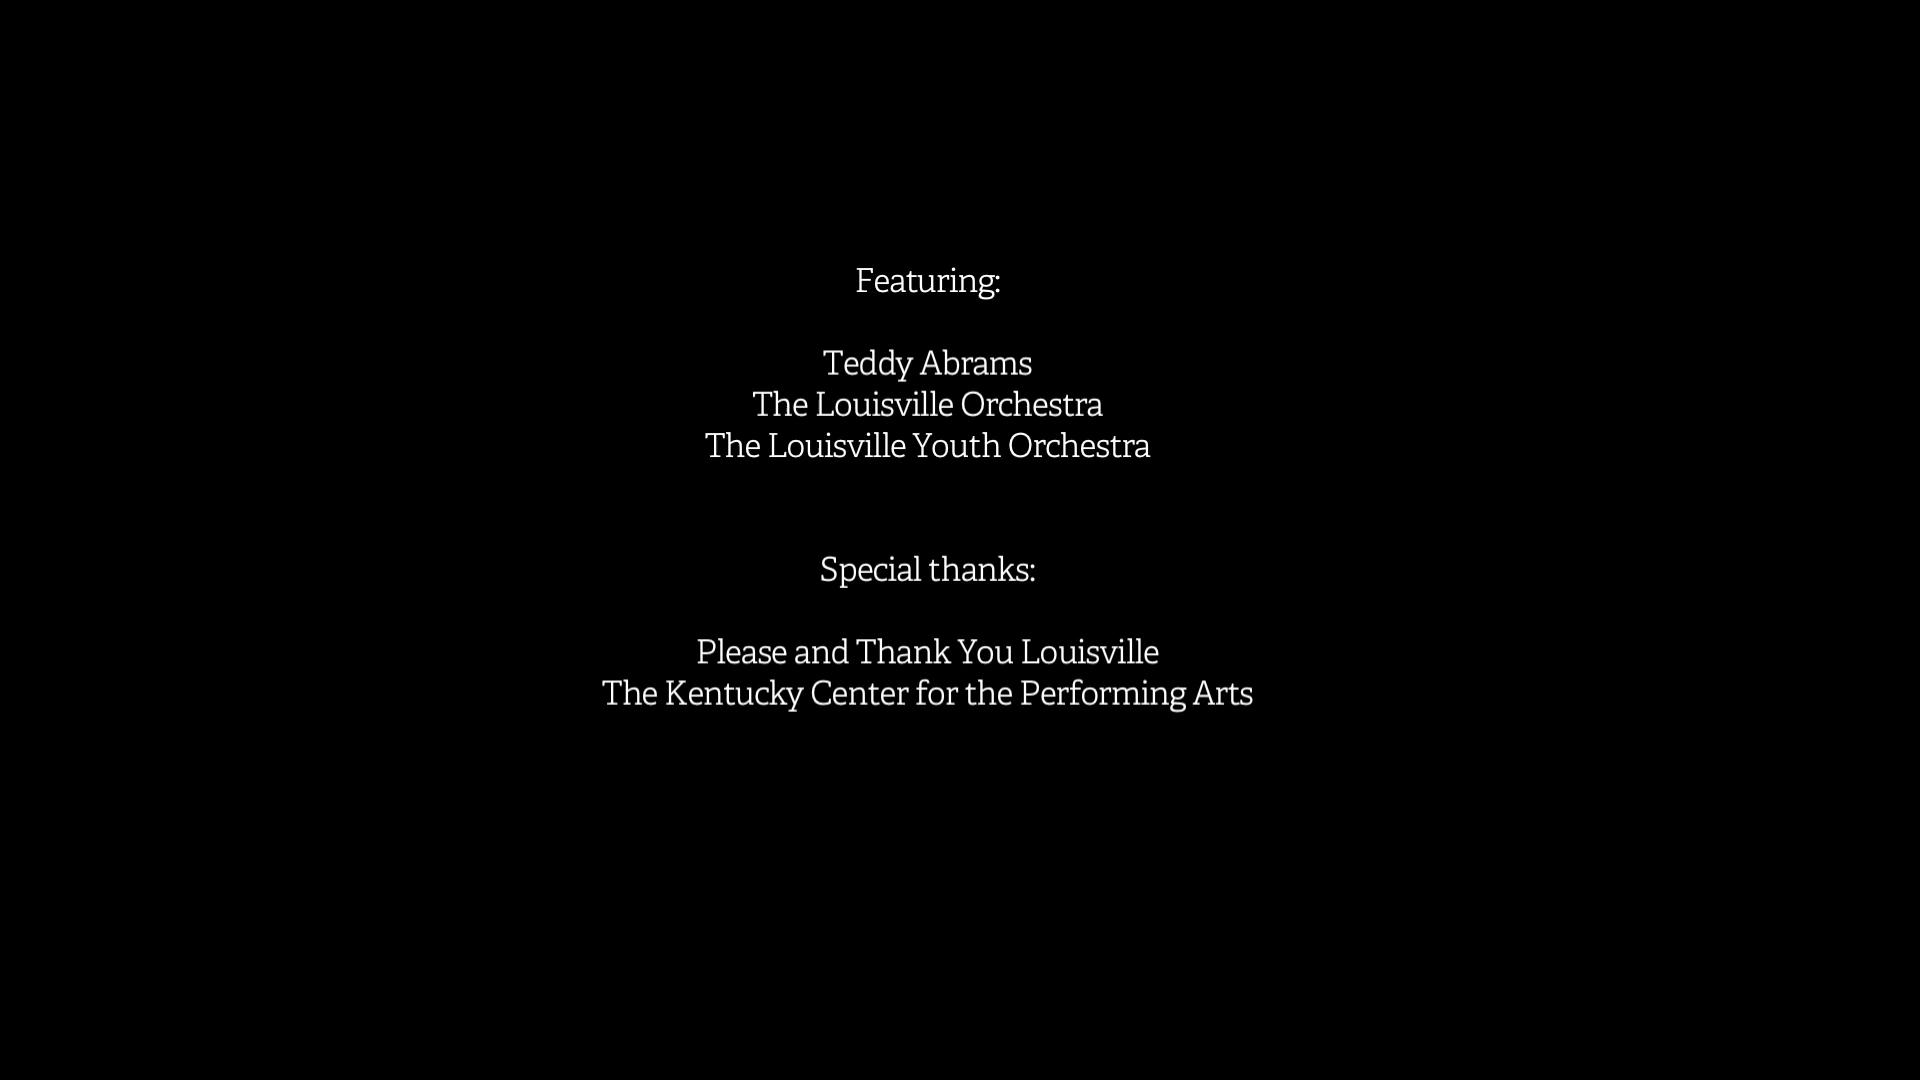 Featuring:
Teddy Abrams
The Louisville Orchestra
The Louisville Youth Orchestra
Special thanks:
Please and Thank You Louisville
The Kentucky Center for the Performing Arts